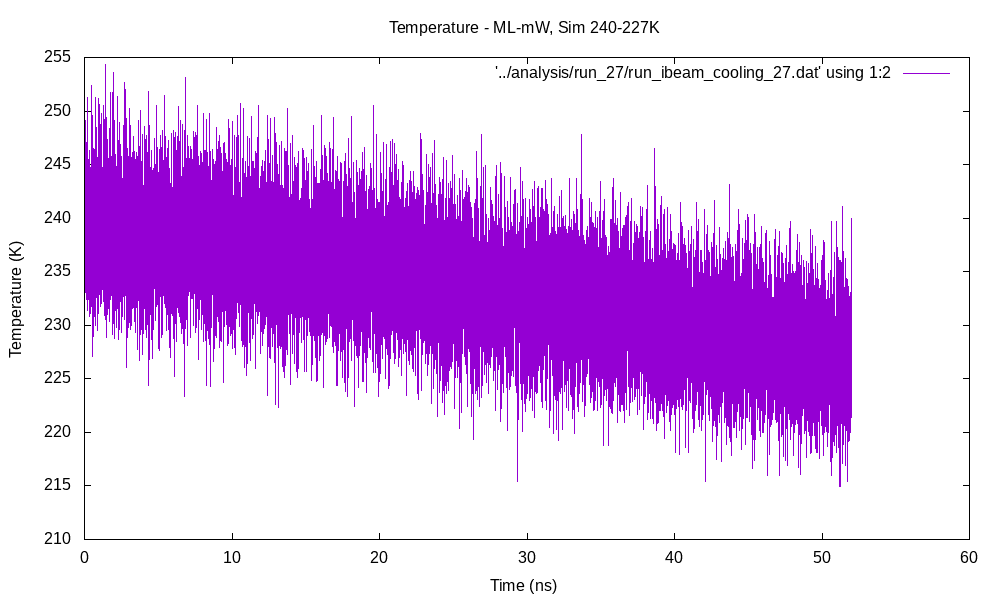 Temperature - ML-mW, Sim 240-227K
'../analysis/run_27/run_ibeam_cooling_27.dat' using 1:2
255
250
245
240
235
230
225
220
215
210
Temperature (K)
0 10 20 30 40 50 60
Time (ns)